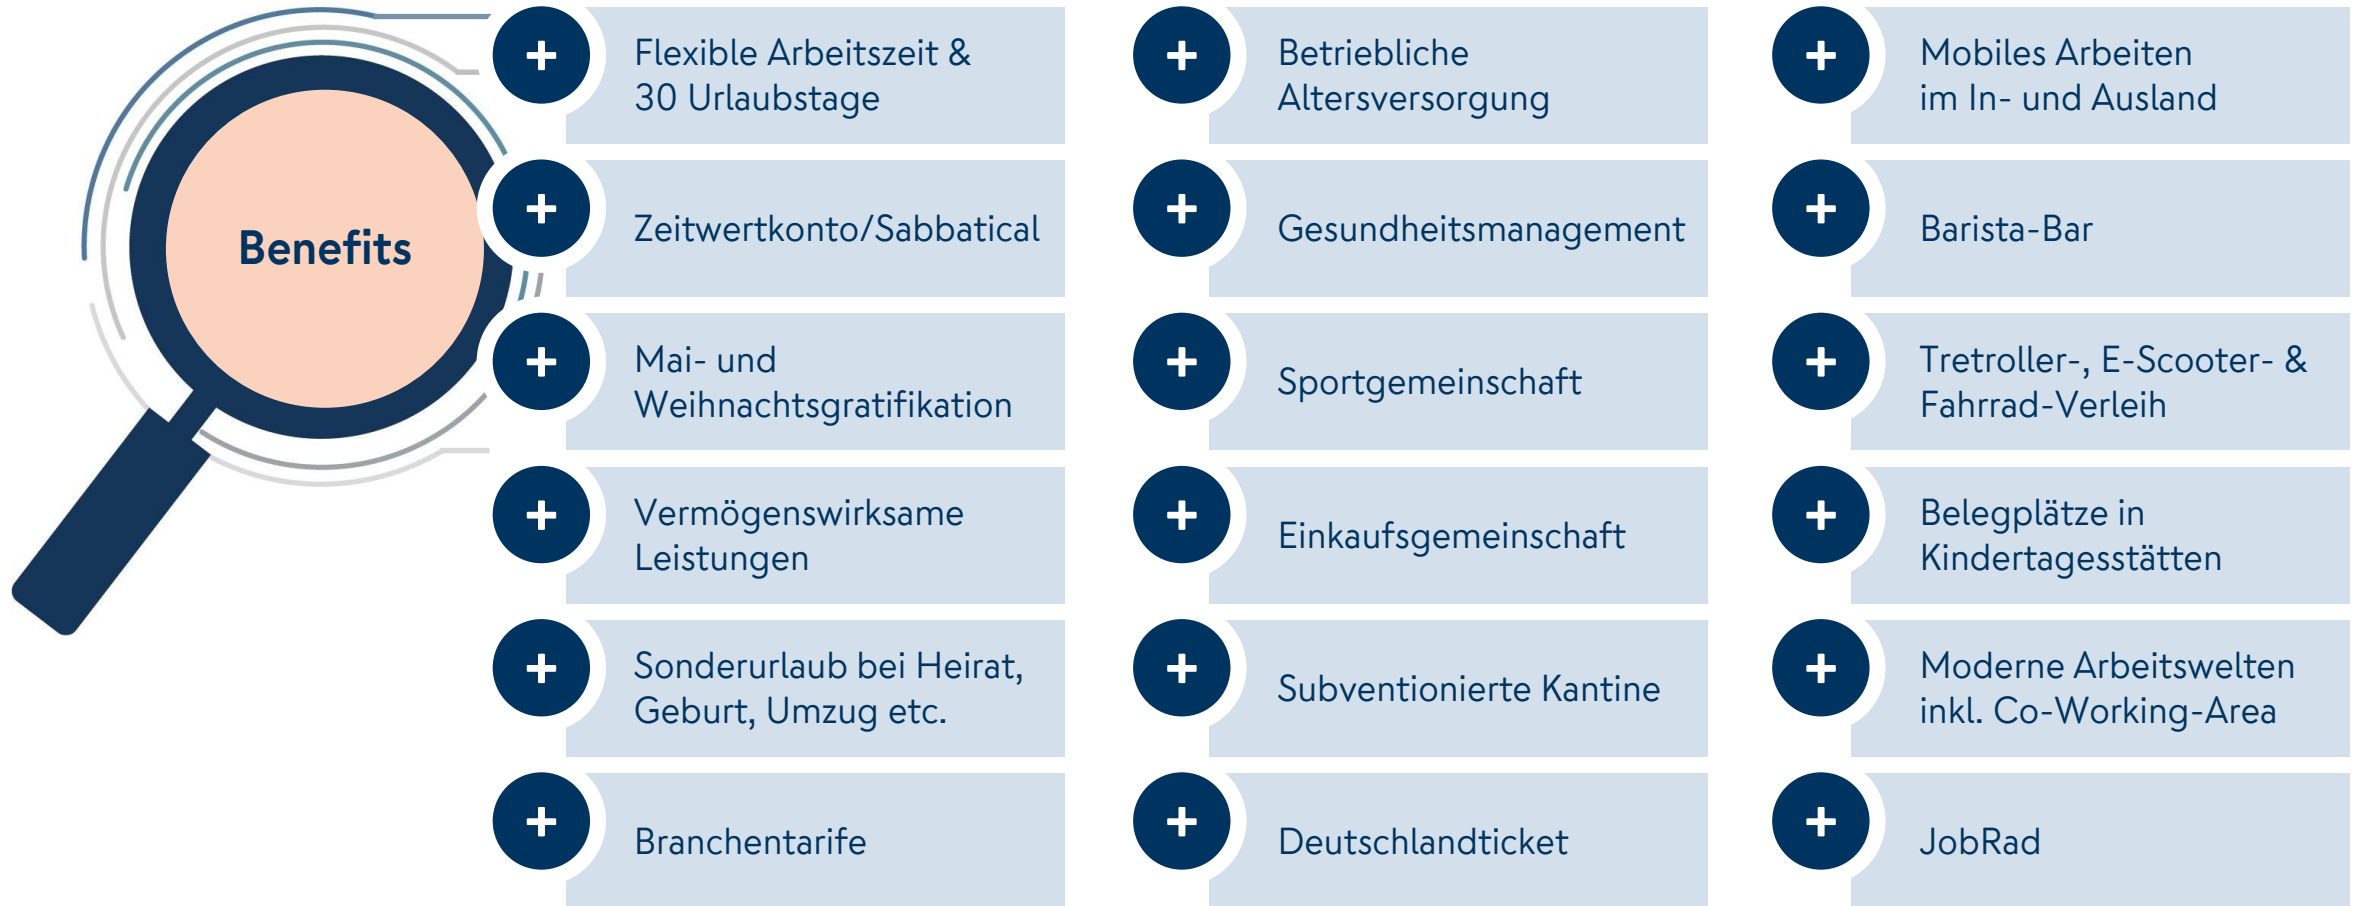 Benefits
Flexible Arbeitszeit &
30 Urlaubstage
Zeitwertkonto/Sabbatical
Mai- und
Weihnachtsgratifikation
Vermögenswirksame
Leistungen
Sonderurlaub bei Heirat,
Geburt, Umzug etc.
Branchentarife
Betriebliche
Altersversorgung
Gesundheitsmanagement
Sportgemeinschaft
Einkaufsgemeinschaft
Subventionierte Kantine
Deutschlandticket
Mobiles Arbeiten
im In- und Ausland
Barista-Bar
Tretroller-, E-Scooter- &
Fahrrad-Verleih
Belegplätze in
Kindertagesstätten
Moderne Arbeitswelten
inkl. Co-Working-Area
JobRad